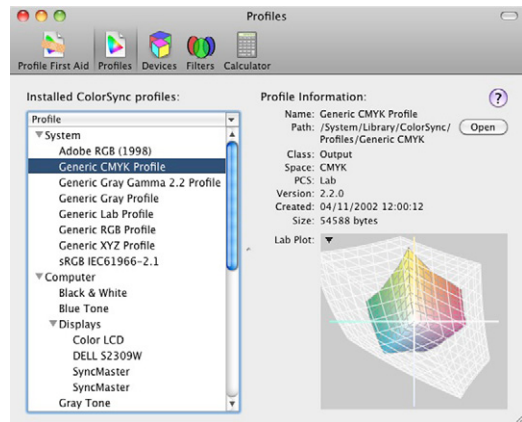 Profiles
Profile First Aid Profiles Devices Filters Calculator
Installed ColorSync profiles:
Profile
System
Adobe RGB (1998)
Generic CMYK Profile
Generic Gray Gamma 2.2 Profile
Generic Gray Profile
Generic Lab Profile
Generic RGB Profile
Generic XYZ Profile
sRGB IEC61966-2.1
Computer
Black & White
Blue Tone
Displays
Color LCD
DELL S2309W
SyncMaster
SyncMaster
Gray Tone
Profile Information:
?
Name: Generic CMYK Profile
Path: /System/Library/ColorSync/
Profiles/Generic CMYK
Open
Class: Output
Space: CMYK
PCS: Lab
Version: 2.2.0
Created: 04/11/2002 12:00:12
Size: 54588 bytes
Lab Plot: